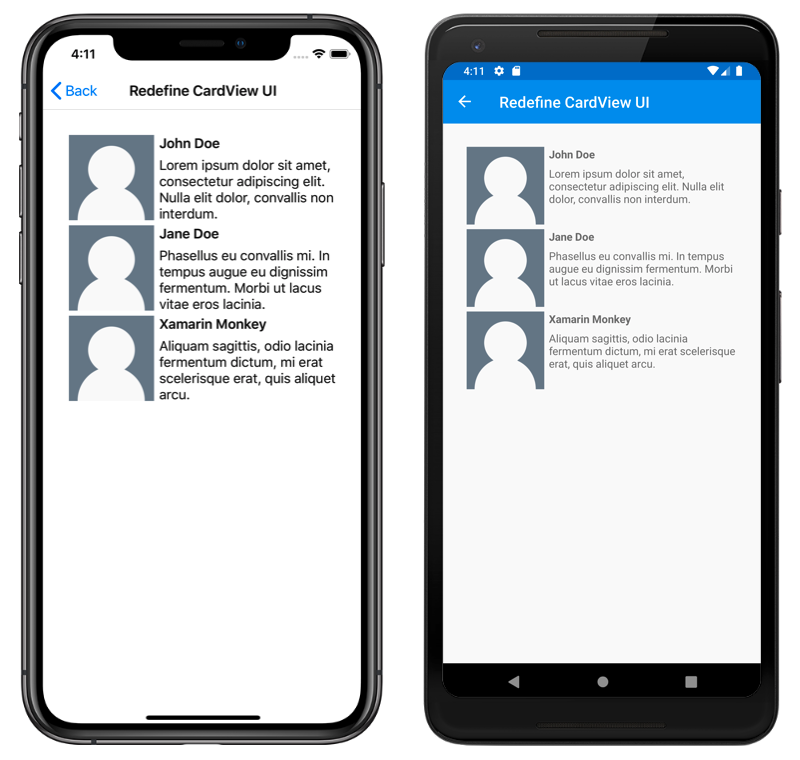 4:11
Back
Redefine CardView UI
John Doe
Lorem ipsum dolor sit amet,
consectetur adipiscing elit.
Nulla elit dolor, convallis non
interdum.
Jane Doe
Phasellus eu convallis mi. In
tempus augue eu dignissim
fermentum. Morbi ut lacus
vitae eros lacinia.
Xamarin Monkey
Aliquam sagittis, odio lacinia
fermentum dictum, mi erat
scelerisque erat, quis aliquet
arcu.
4:11
Redefine CardView UI
John Doe
Lorem ipsum dolor sit amet,
consectetur adipiscing elit. Nulla elit
dolor, convallis non interdum.
Jane Doe
Phasellus eu convallis mi. In tempus
augue eu dignissim fermentum. Morbi
ut lacus vitae eros lacinia.
Xamarin Monkey
Aliquam sagittis, odio lacinia
fermentum dictum, mi erat scelerisque
erat, quis aliquet arcu.